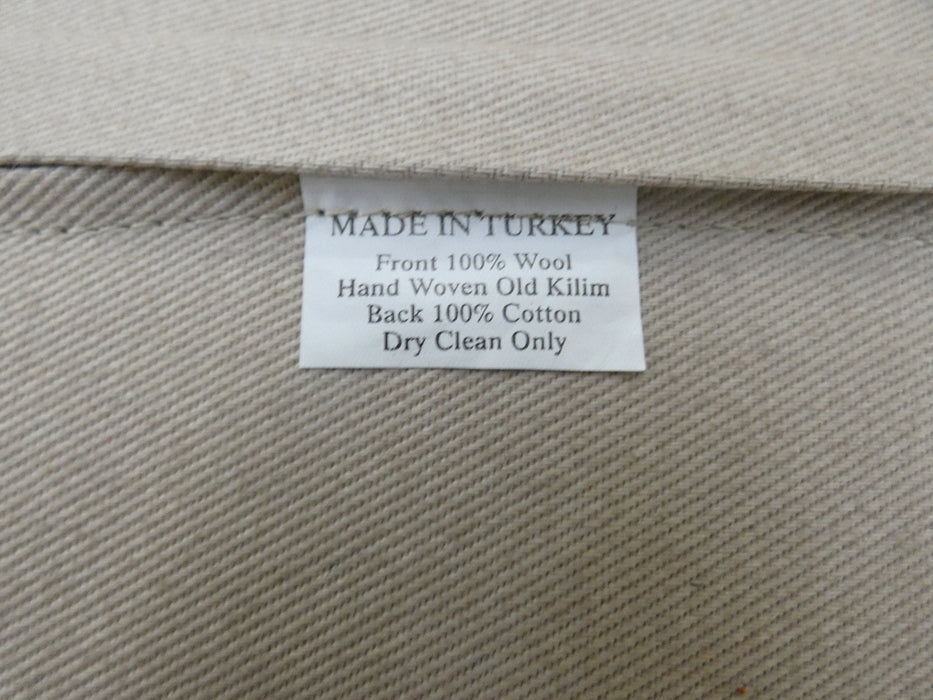 MADE IN TURKEY
Front 100% Wool
Hand Woven Old Kilim
Back 100% Cotton
Dry Clean Only